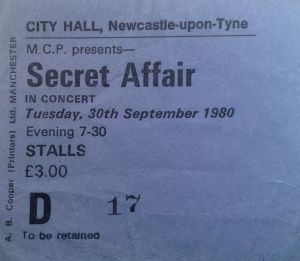 CITY HALL, Newcastle-upon-Tyne
M.C.P. presents—
Secret Affair
IN CONCERT
Tuesday, 30th September 1980
Evening 7-30
STALLS
£3.00
D 17
To be retained
A. B. Cooper (Printers) Ltd. MANCHESTER